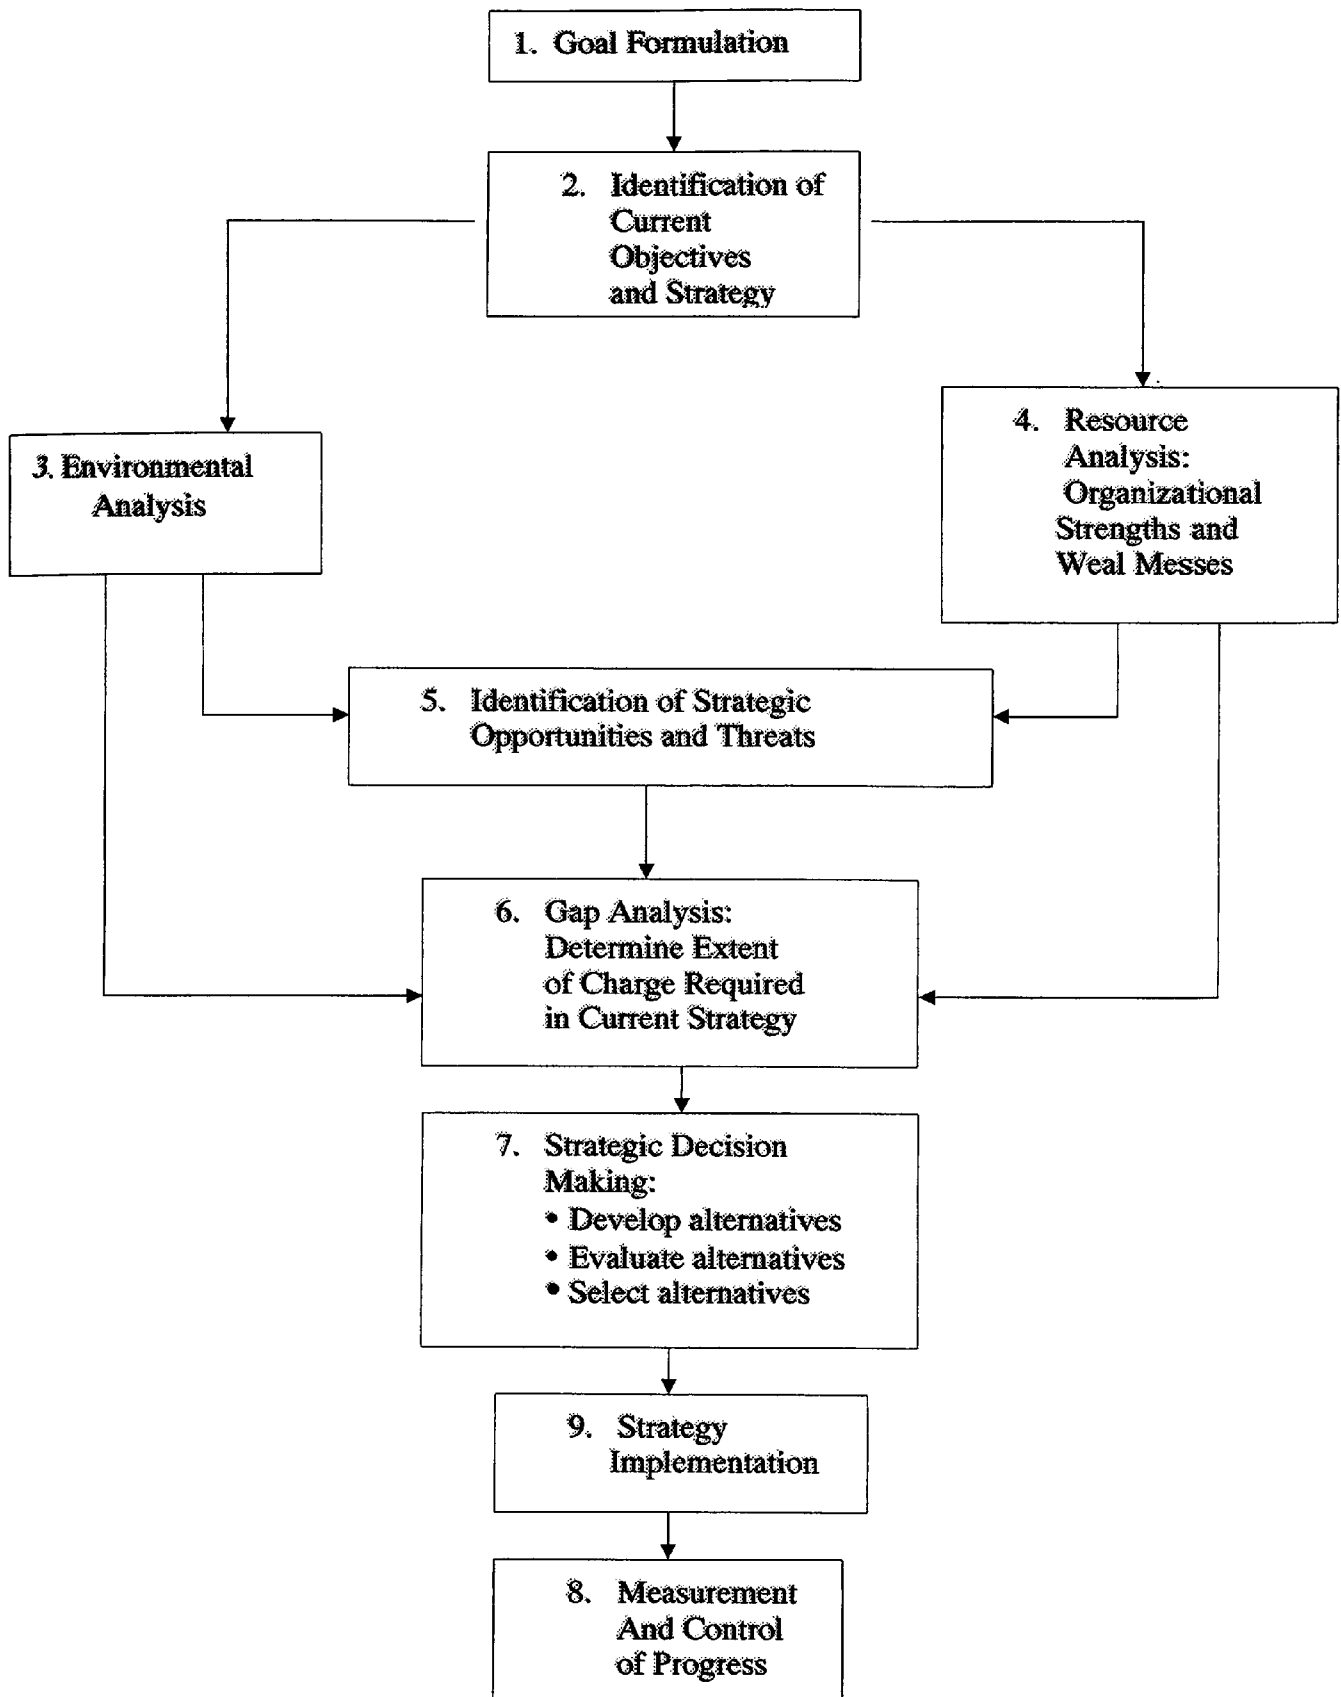 1. Goal Formulation
2. Identification of
Current
Objectives
and Strategy
3. Environmental
Analysis
4. Resource
Analysis:
Organizational
Strengths and
Weal Messes
5. Identification of Strategic
Opportunities and Threats
6. Gap Analysis:
Determine Extent
of Charge Required
in Current Strategy
7. Strategic Decision
Making:
• Develop alternatives
• Evaluate alternatives
• Select alternatives
9. Strategy
Implementation
8. Measurement
And Control
of Progress